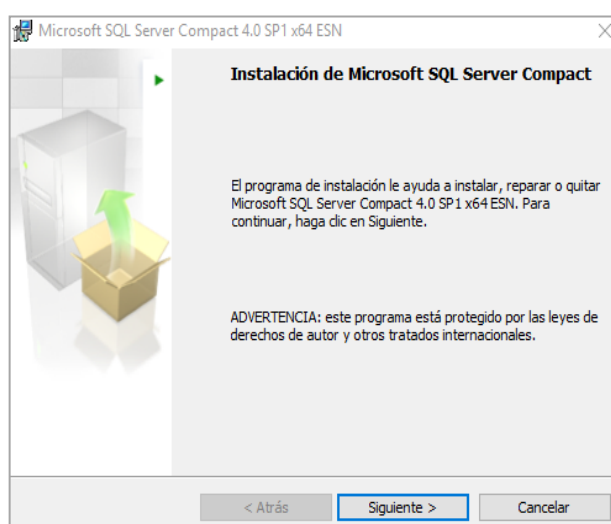 Microsoft SQL Server Compact 4.0 SP1 x64 ESN
Instalación de Microsoft SQL Server Compact
El programa de instalación le ayuda a instalar, reparar o quitar
Microsoft SQL Server Compact 4.0 SP1 x64 ESN. Para
continuar, haga clic en Siguiente.
ADVERTENCIA: este programa está protegido por las leyes de
derechos de autor y otros tratados internacionales.
< Atrás
Siguiente >
Cancelar